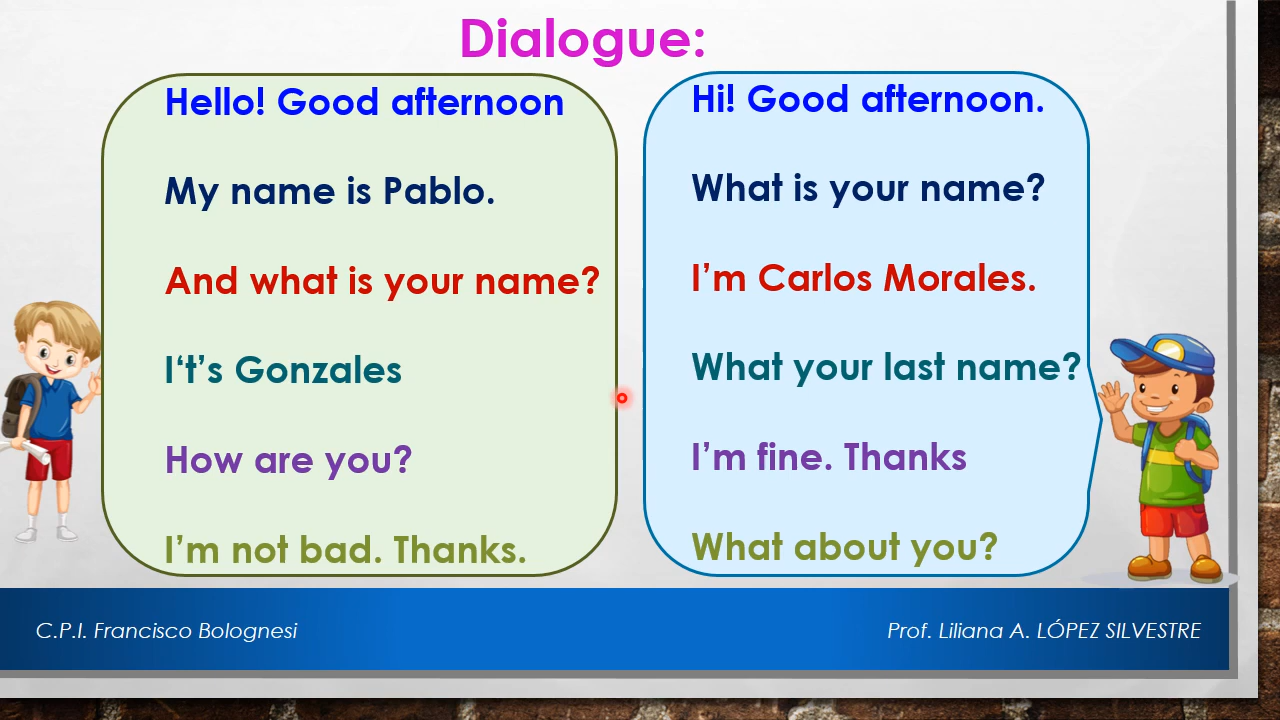 Dialogue:
Hello! Good afternoon
My name is Pablo.
And what is your name?
I‘t’s Gonzales
How are you?
I’m not bad. Thanks.
Hi! Good afternoon.
What is your name?
I’m Carlos Morales.
What your last name?
I’m fine. Thanks
What about you?
C.P.I. Francisco Bolognesi
Prof. Liliana A. LÓPEZ SILVESTRE